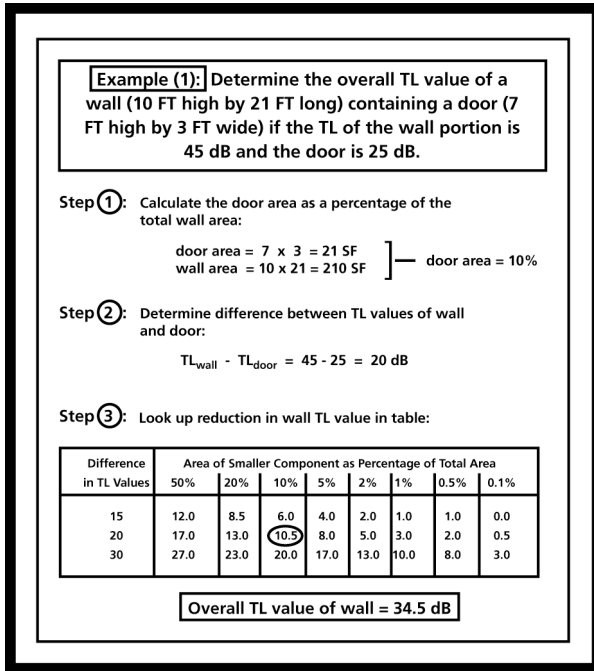 Example (1): Determine the overall TL value of a
wall (10 FT high by 21 FT long) containing a door (7
FT high by 3 FT wide) if the TL of the wall portion is
45 dB and the door is 25 dB.
Step 1: Calculate the door area as a percentage of the
total wall area:
door area = 7 x 3 = 21 SF
wall area = 10 x 21 = 210 SF
door area = 10%
Step 2: Determine difference between TL values of wall
and door:
TLwall - TLdoor = 45 - 25 = 20 dB
Step 3: Look up reduction in wall TL value in table:
Difference Area of Smaller Component as Percentage of Total Area
in TL Values 50% 20% 10% 5% 2% 1% 0.5% 0.1%
15 12.0 8.5 6.0 4.0 2.0 1.0 1.0 0.0
20 17.0 13.0 10.5 8.0 5.0 3.0 2.0 0.5
30 27.0 23.0 20.0 17.0 13.0 10.0 8.0 3.0
Overall TL value of wall = 34.5 dB